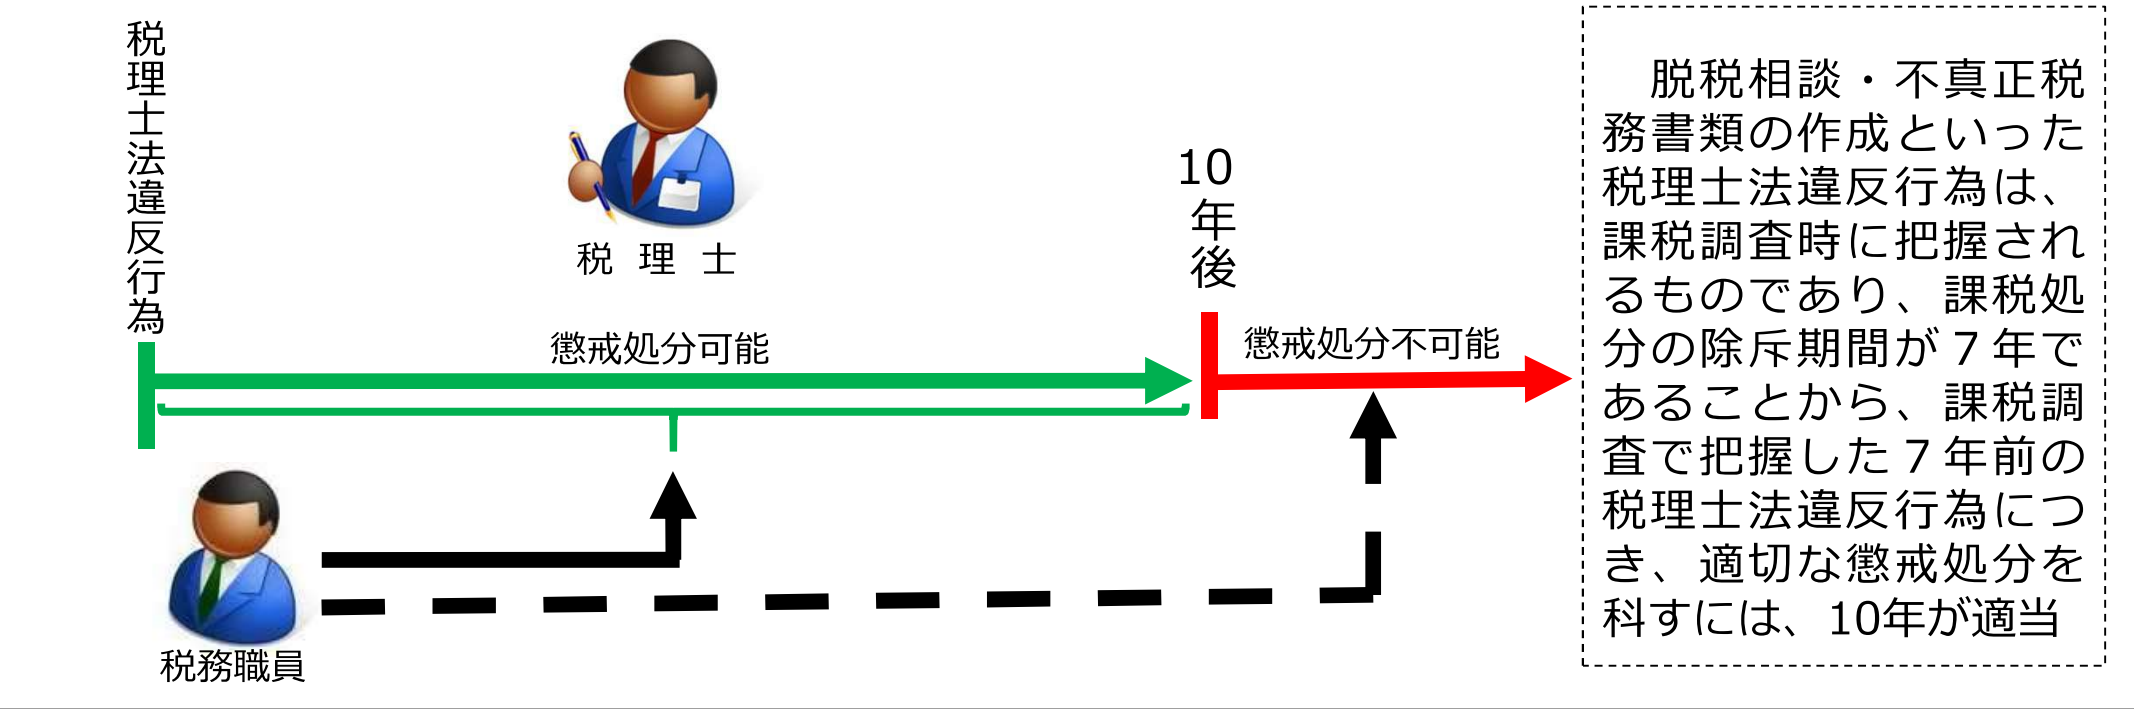 税理士法違反行為
税理士
10
年
後
懲戒処分可能
懲戒処分不可能
税務職員
脱税相談・不真正税
務書類の作成といった
税理士法違反行為は、
課税調査時に把握され
るものであり、課税処
分の除斥期間が７年で
あることから、課税調
査で把握した７年前の
税理士法違反行為につ
き、適切な懲戒処分を
科すには、10年が適当